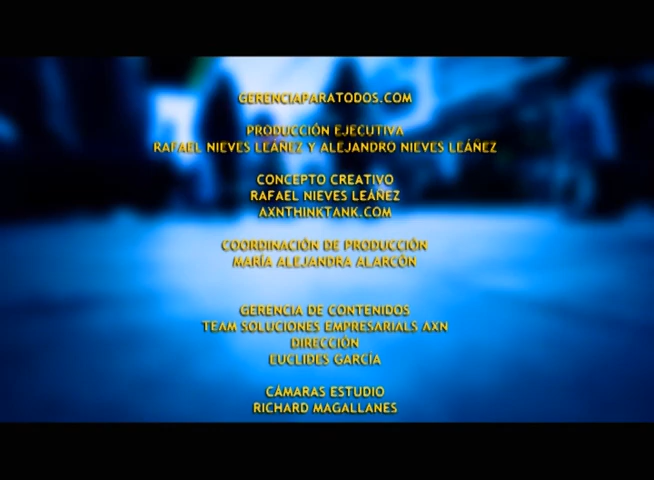 GERENCIAPARATODOS.COM
PRODUCCIÓN EJECUTIVA
RAFAEL NIEVES LEÁÑEZ Y ALEJANDRO NIEVES LEÁÑEZ
CONCEPTO CREATIVO
RAFAEL NIEVES LEÁÑEZ
AXNTHINKTANK.COM
COORDINACIÓN DE PRODUCCIÓN
MARÍA ALEJANDRA ALARCÓN
GERENCIA DE CONTENIDOS
TEAM SOLUCIONES EMPRESARIALS AXN
DIRECCIÓN
EUCLIDES GARCÍA
CÁMARAS ESTUDIO
RICHARD MAGALLANES